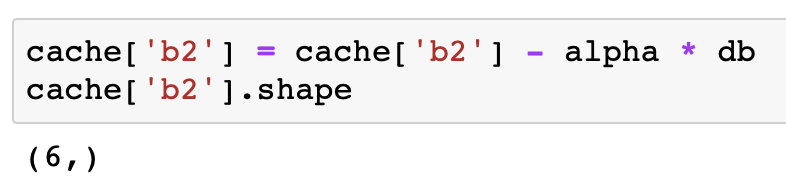 cache['b2'] = cache['b2'] - alpha * db
cache['b2'].shape
(6,)